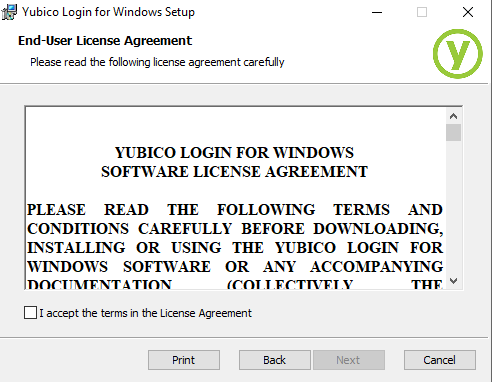 Yubico Login for Windows Setup
End-User License Agreement
Please read the following license agreement carefully
y
YUBICO LOGIN FOR WINDOWS
SOFTWARE LICENSE AGREEMENT
PLEASE READ THE FOLLOWING TERMS AND
CONDITIONS CAREFULLY BEFORE DOWNLOADING,
INSTALLING OR USING THE YUBICO LOGIN FOR
WINDOWS SOFTWARE OR ANY ACCOMPANYING
DOCUMENTATION (COLLECTIVELY THE
I accept the terms in the License Agreement
Print Back Next Cancel